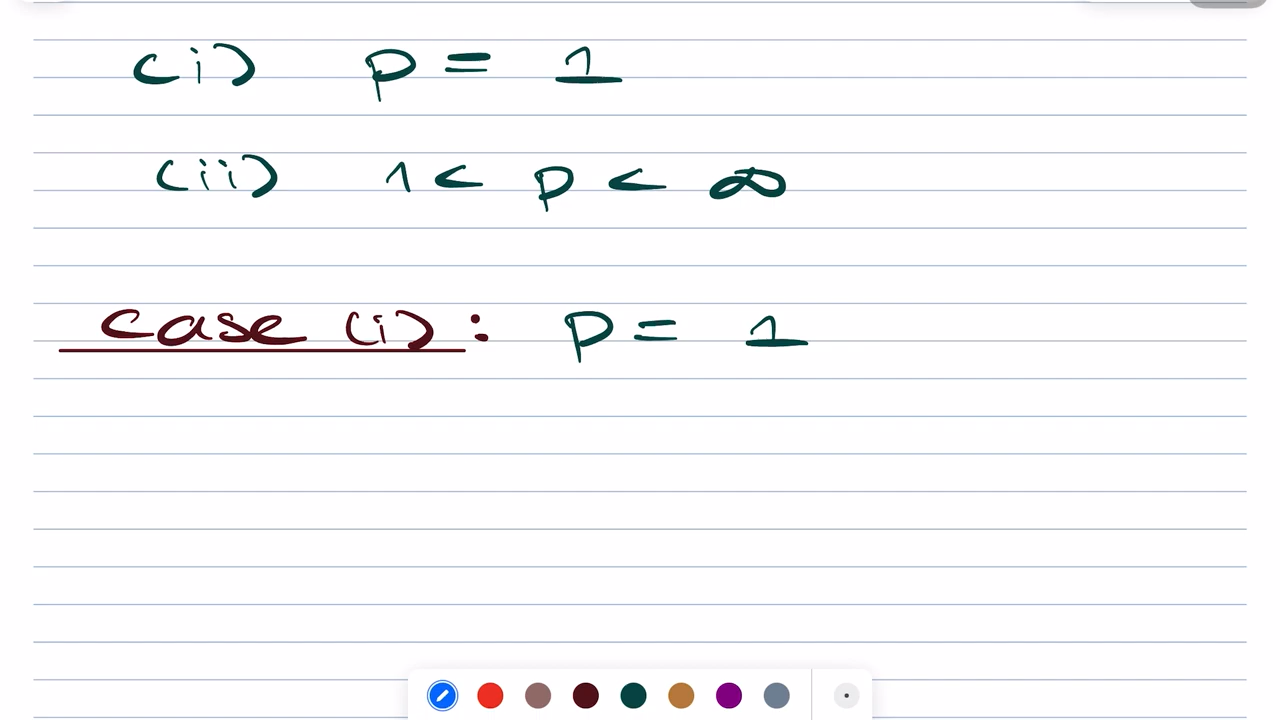 (i) p = 1
(ii) 1 < p < ∞
Case (i): p = 1